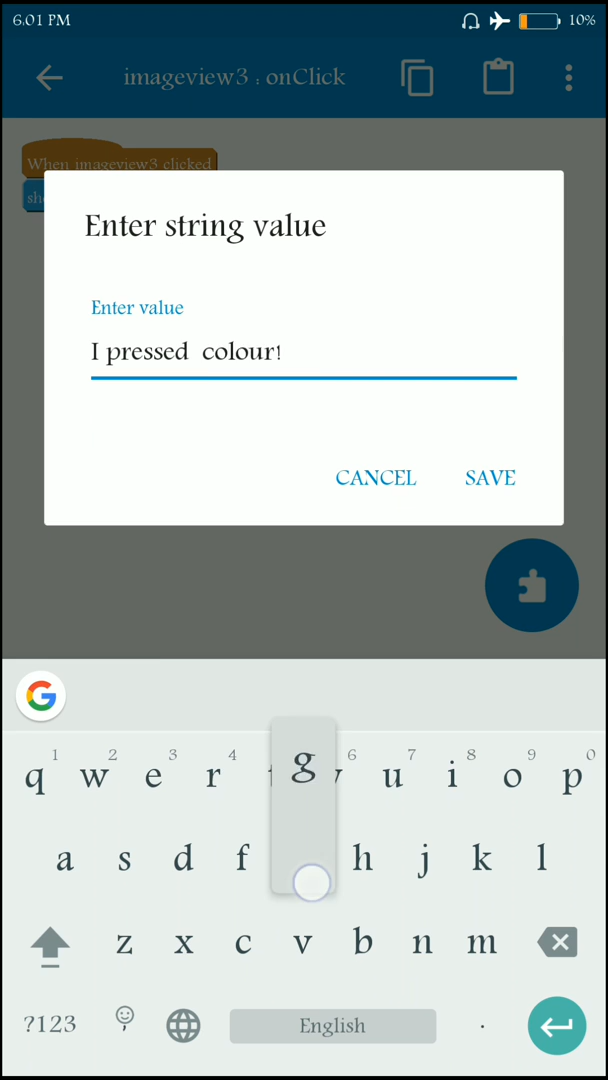 6.01 PM 10%
imageview3 : onClick
When imageview3 clicked
sh
Enter string value
Enter value
I pressed  colour!
CANCEL SAVE
G
1 2 3 4 6 7 8 9 0
q w e r u i o p
g
a s d f h j k l
z x c v b n m
?123 English .